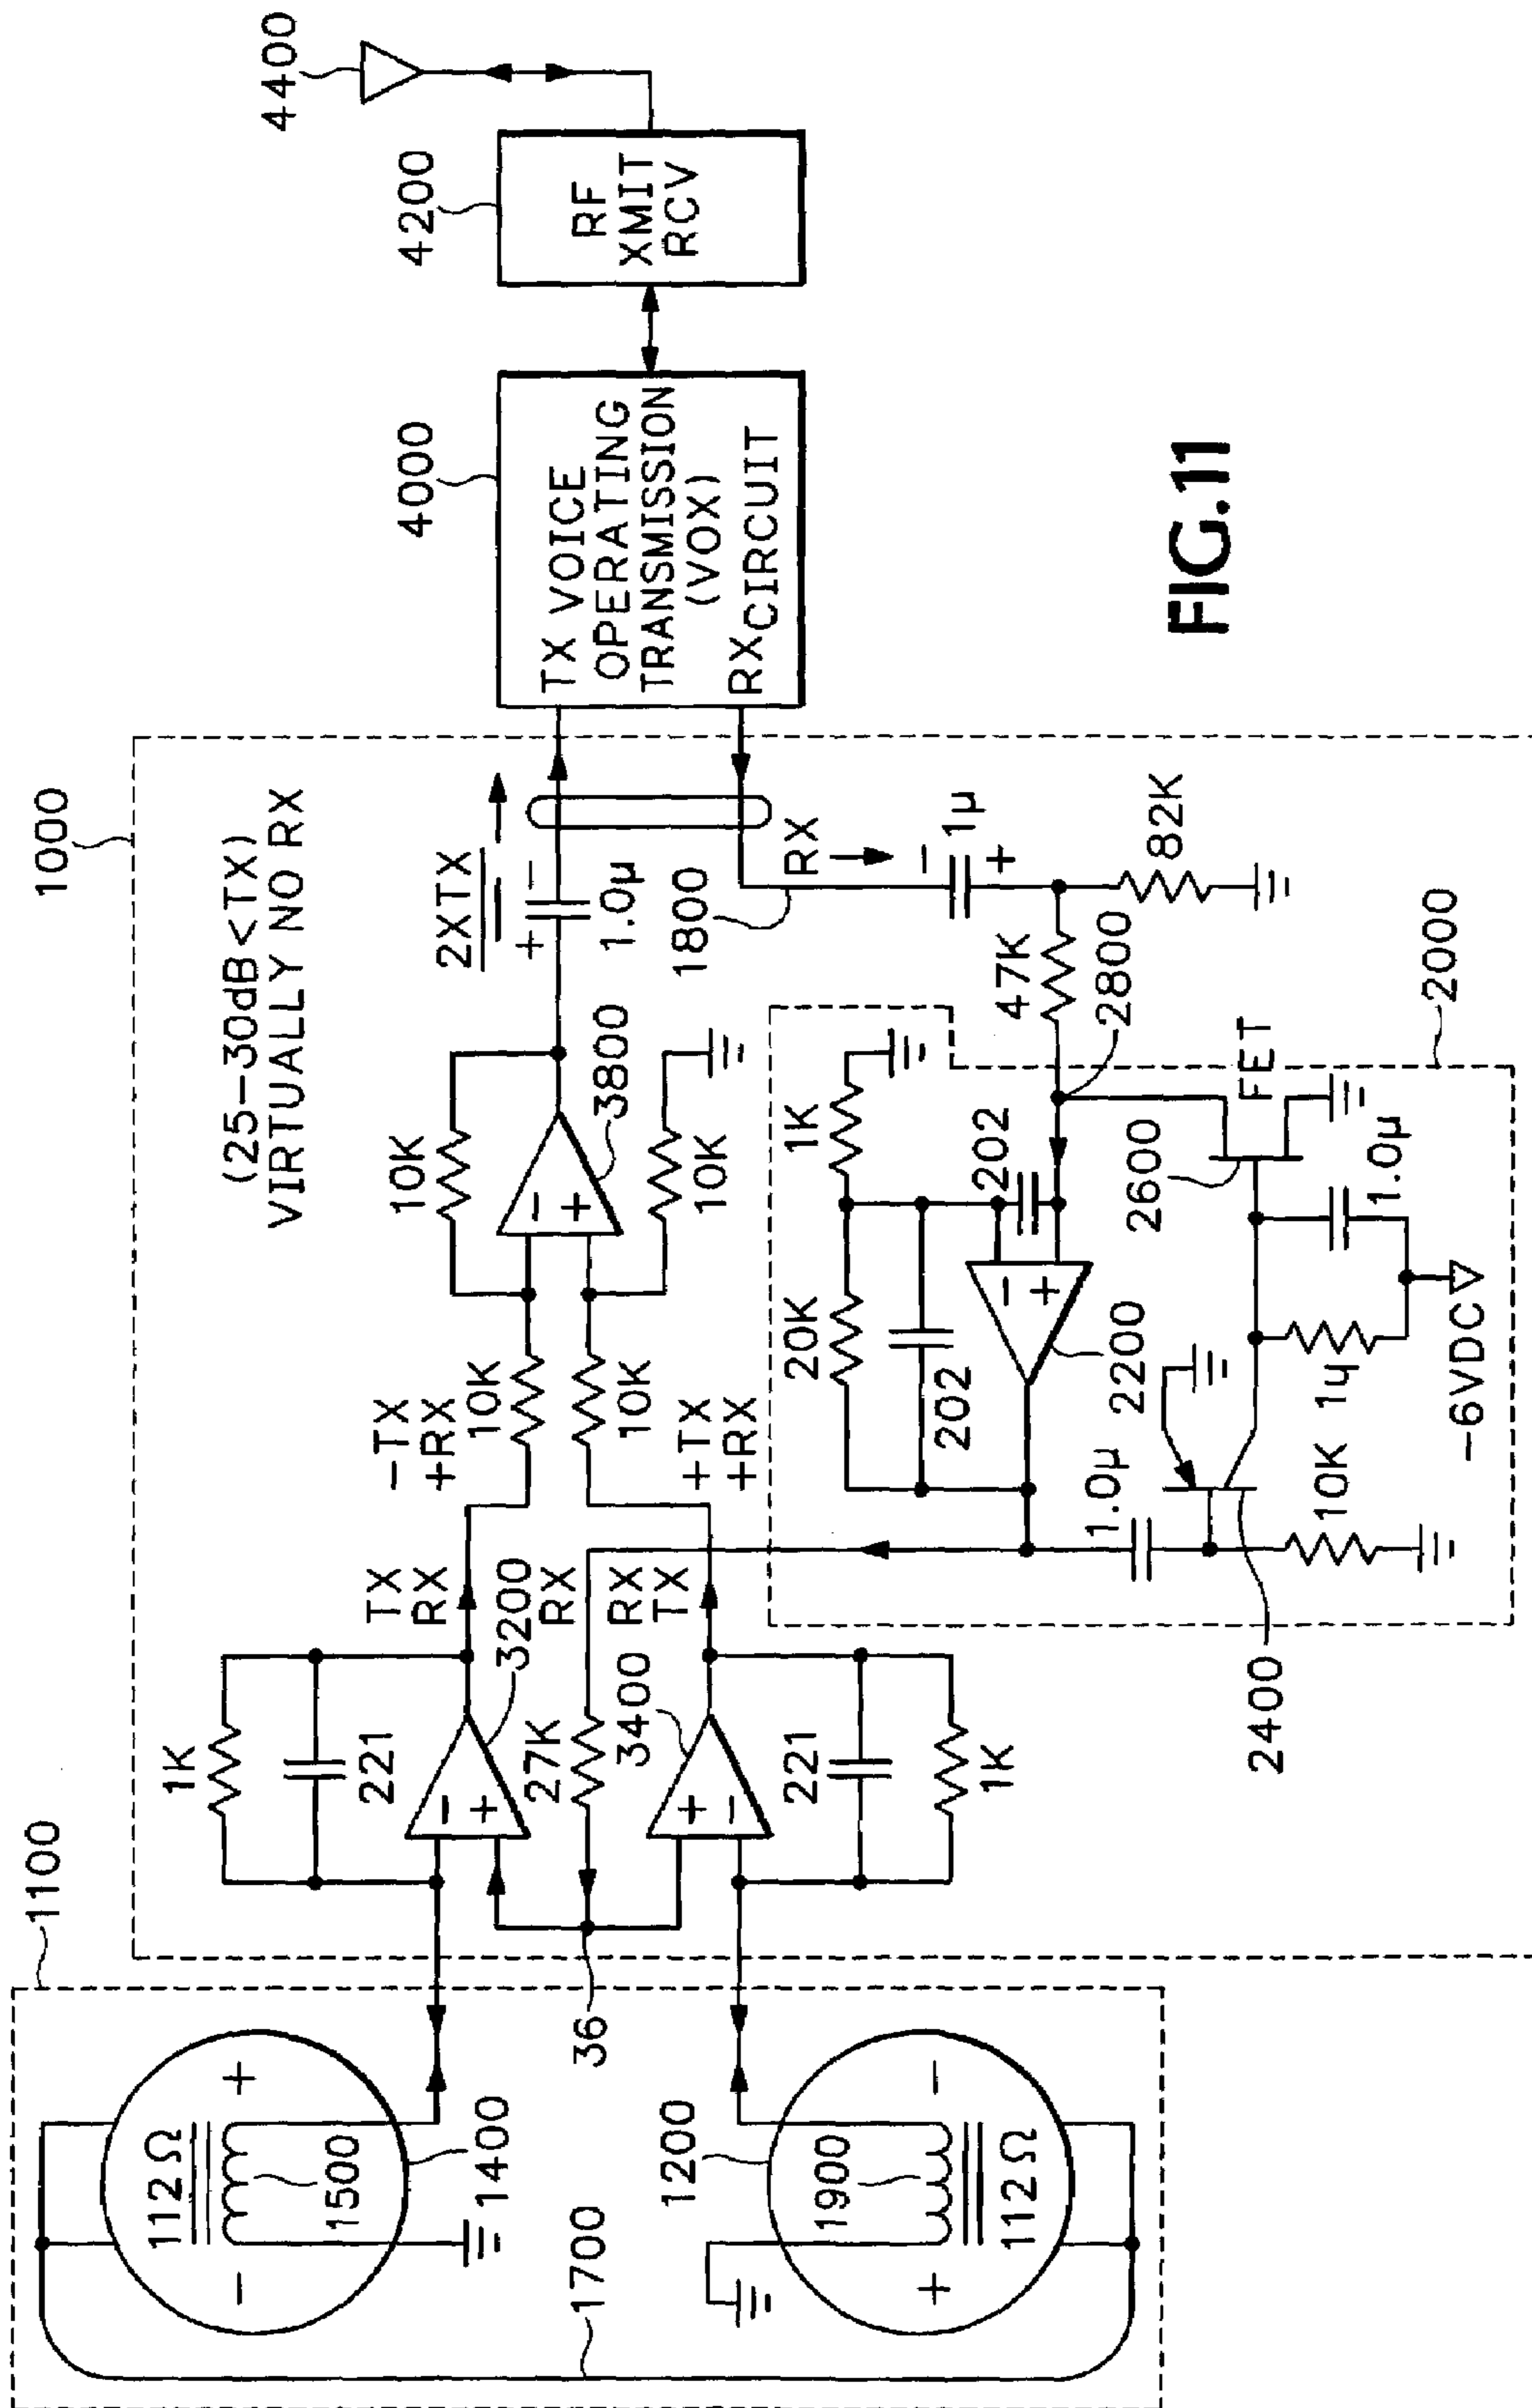 1100
1000
112Ω
+
−
1500
1400
1700
36
1200
1900
−
+
112Ω
1K
221
−
+
3200
TX
RX
27K
RX
3400
RX
TX
+
−
221
1K
−TX
+RX
10K
10K
+TX
+RX
10K
−
+
3800
10K
(25-30dB<TX)
VIRTUALLY NO RX
2XTX
+
−
1.0µ
1800
RX
−
1µ
+
82K
47K
2800
4000
TX VOICE
OPERATING
TRANSMISSION
(VOX)
RX CIRCUIT
4200
RF
XMIT
RCV
4400
2000
20K
1K
202
202
−
+
2200
1.0µ
2400
10K
1µ
-6VDC
2600
FET
1.0µ
FIG.11